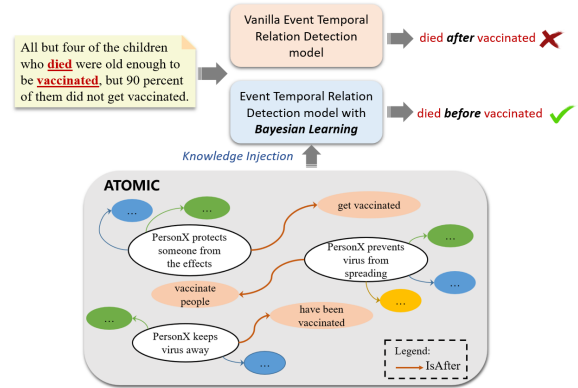 All but four of the children
who died were old enough to
be vaccinated, but 90 percent
of them did not get vaccinated.
Vanilla Event Temporal
Relation Detection
model
died after vaccinated
Event Temporal Relation
Detection model with
Bayesian Learning
died before vaccinated
Knowledge Injection
ATOMIC
...
...
get vaccinated
PersonX protects
someone from
the effects
PersonX prevents
virus from
spreading
...
...
...
vaccinate
people
have been
vaccinated
...
PersonX keeps
virus away
...
Legend:
IsAfter